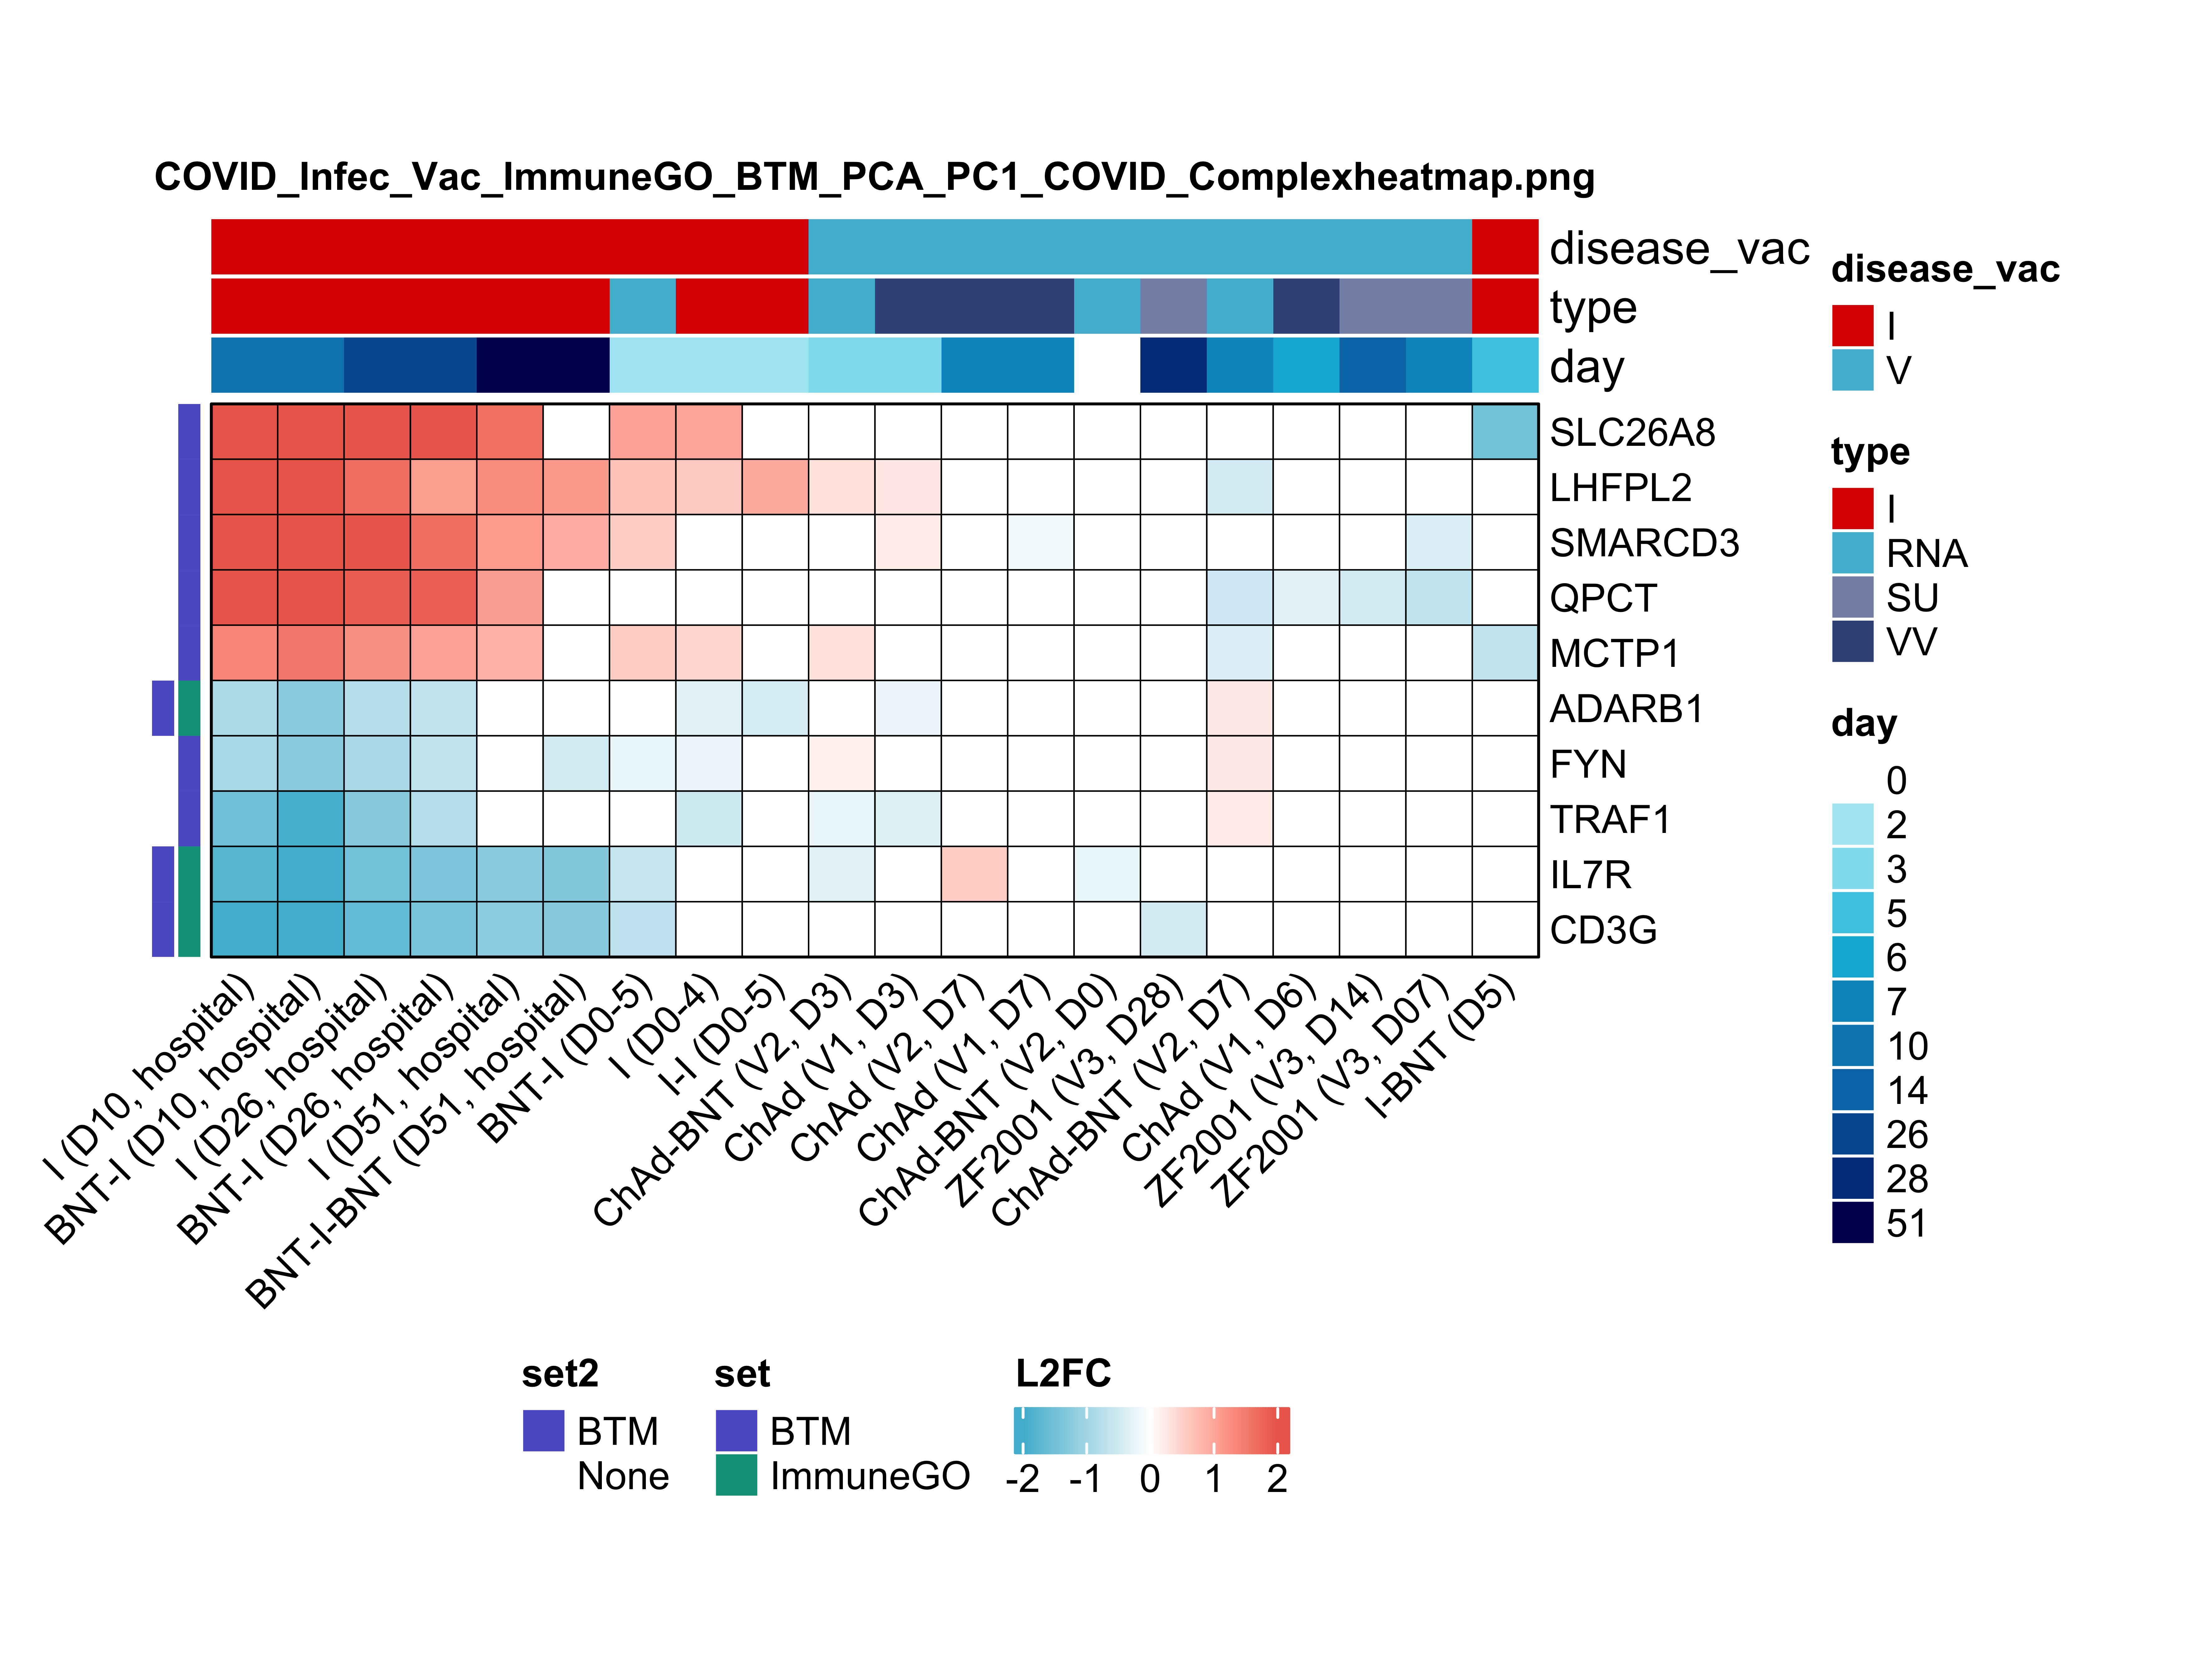 COVID_Infec_Vac_ImmuneGO_BTM_PCA_PC1_COVID_Complexheatmap.png
disease_vac
type
day
SLC26A8
LHFPL2
SMARCD3
QPCT
MCTP1
ADARB1
FYN
TRAF1
IL7R
CD3G
I (D10, hospital)
BNT-I (D10, hospital)
I (D26, hospital)
BNT-I (D26, hospital)
I (D51, hospital)
BNT-I-BNT (D51, hospital)
BNT-I (D0-5)
I (D0-4)
I-I (D0-5)
ChAd-BNT (V2, D3)
ChAd (V1, D3)
ChAd (V2, D7)
ChAd (V1, D7)
ChAd-BNT (V2, D0)
ZF2001 (V3, D28)
ChAd-BNT (V2, D7)
ChAd (V1, D6)
ZF2001 (V3, D14)
ZF2001 (V3, D07)
I-BNT (D5)
disease_vac
I
V
type
I
RNA
SU
VV
day
0
2
3
5
6
7
10
14
26
28
51
set2
BTM
None
set
BTM
ImmuneGO
L2FC
-2 -1 0 1 2